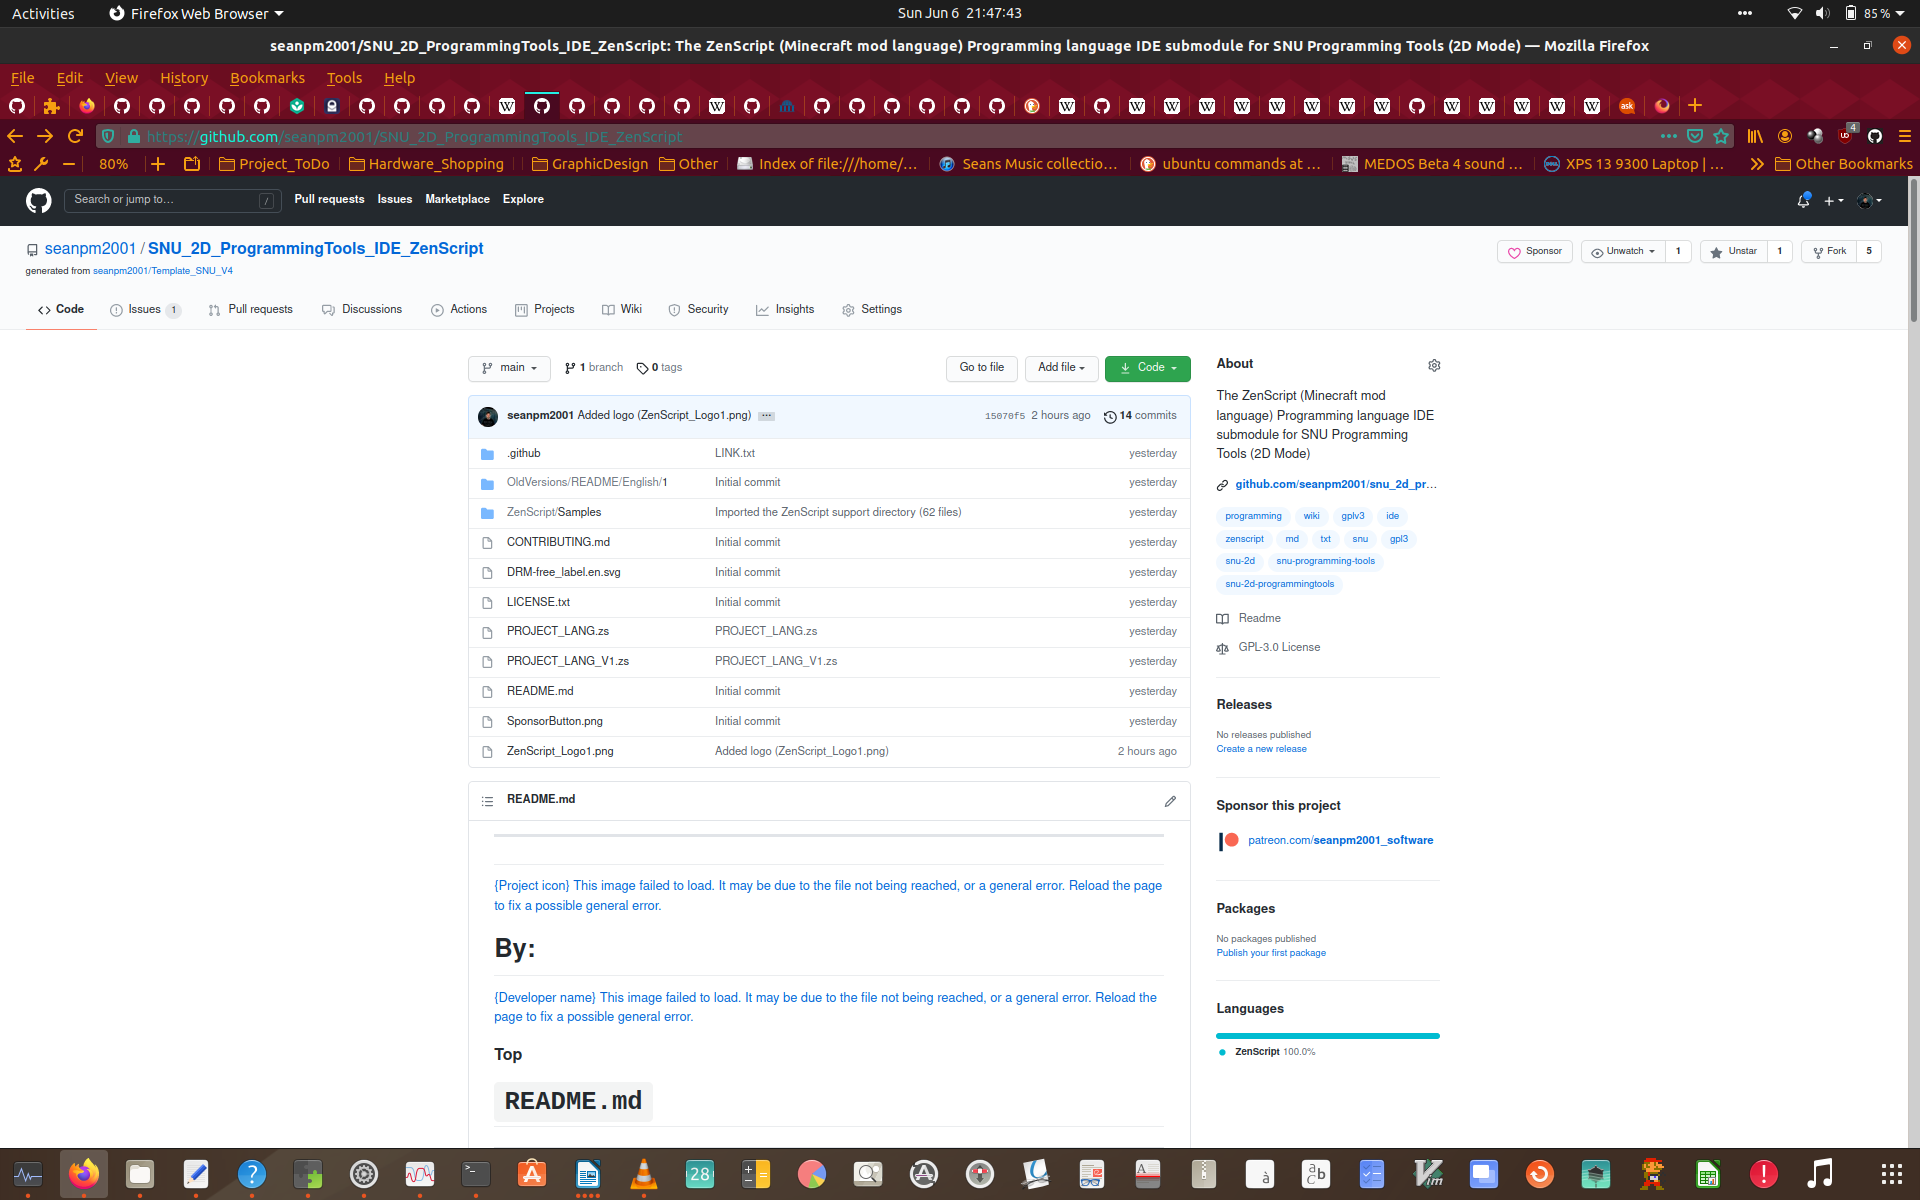 Activities
Firefox Web Browser
Sun Jun 6 21:47:43
85 %
seanpm2001/SNU_2D_ProgrammingTools_IDE_ZenScript: The ZenScript (Minecraft mod language) Programming language IDE submodule for SNU Programming Tools (2D Mode) — Mozilla Firefox
File Edit View History Bookmarks Tools Help
https://github.com/seanpm2001/SNU_2D_ProgrammingTools_IDE_ZenScript
80% Project_ToDo Hardware_Shopping GraphicDesign Other Index of file:///home/… Seans Music collectio… ubuntu commands at … MEDOS Beta 4 sound … XPS 13 9300 Laptop | … Other Bookmarks
Search or jump to… / Pull requests Issues Marketplace Explore
seanpm2001 / SNU_2D_ProgrammingTools_IDE_ZenScript
Sponsor Unwatch 1 Unstar 1 Fork 5
generated from seanpm2001/Template_SNU_V4
Code Issues 1 Pull requests Discussions Actions Projects Wiki Security Insights Settings
main 1 branch 0 tags Go to file Add file Code
seanpm2001 Added logo (ZenScript_Logo1.png) … 15070f5 2 hours ago 14 commits
.github LINK.txt yesterday
OldVersions/README/English/1 Initial commit yesterday
ZenScript/Samples Imported the ZenScript support directory (62 files) yesterday
CONTRIBUTING.md Initial commit yesterday
DRM-free_label.en.svg Initial commit yesterday
LICENSE.txt Initial commit yesterday
PROJECT_LANG.zs PROJECT_LANG.zs yesterday
PROJECT_LANG_V1.zs PROJECT_LANG_V1.zs yesterday
README.md Initial commit yesterday
SponsorButton.png Initial commit yesterday
ZenScript_Logo1.png Added logo (ZenScript_Logo1.png) 2 hours ago
README.md
{Project icon} This image failed to load. It may be due to the file not being reached, or a general error. Reload the page
to fix a possible general error.
By:
{Developer name} This image failed to load. It may be due to the file not being reached, or a general error. Reload the
page to fix a possible general error.
Top
README.md
About
The ZenScript (Minecraft mod
language) Programming language IDE
submodule for SNU Programming
Tools (2D Mode)
github.com/seanpm2001/snu_2d_pr…
programming wiki gplv3 ide
zenscript md txt snu gpl3
snu-2d snu-programming-tools
snu-2d-programmingtools
Readme
GPL-3.0 License
Releases
No releases published
Create a new release
Sponsor this project
patreon.com/seanpm2001_software
Packages
No packages published
Publish your first package
Languages
ZenScript 100.0%
28